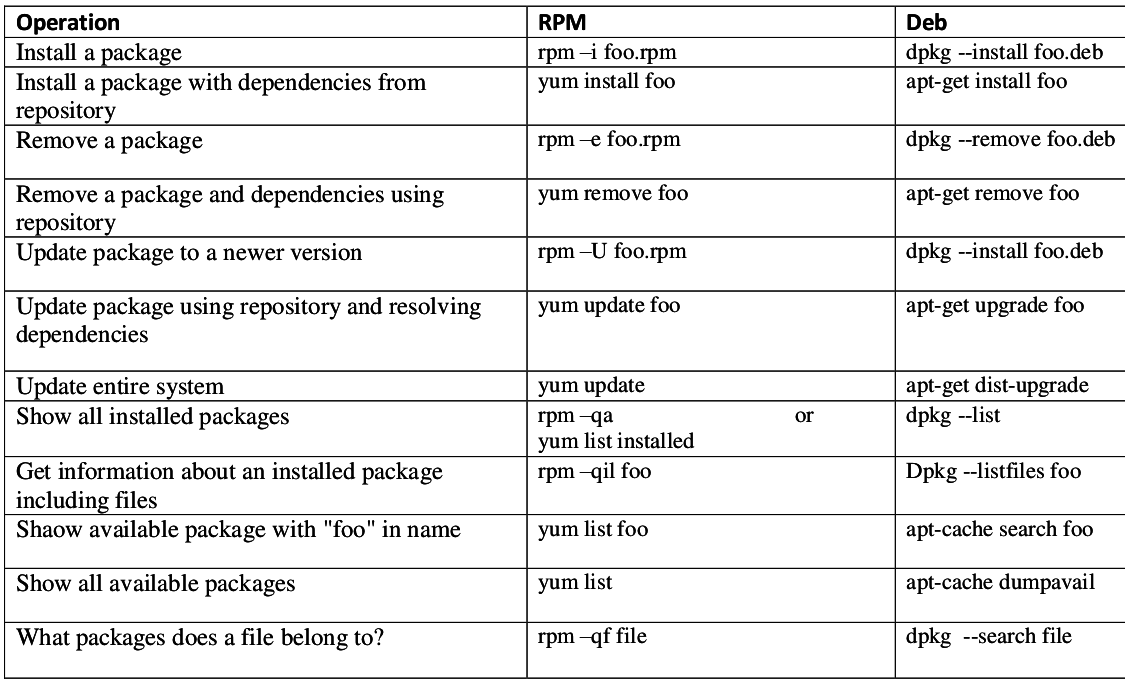 Operation RPM Deb
Install a package rpm –i foo.rpm dpkg --install foo.deb
Install a package with dependencies from yum install foo apt-get install foo
repository
Remove a package rpm –e foo.rpm dpkg --remove foo.deb
Remove a package and dependencies using yum remove foo apt-get remove foo
repository
Update package to a newer version rpm –U foo.rpm dpkg --install foo.deb
Update package using repository and resolving yum update foo apt-get upgrade foo
dependencies
Update entire system yum update apt-get dist-upgrade
Show all installed packages rpm –qa or dpkg --list
yum list installed
Get information about an installed package rpm –qil foo Dpkg --listfiles foo
including files
Shaow available package with "foo" in name yum list foo apt-cache search foo
Show all available packages yum list apt-cache dumpavail
What packages does a file belong to? rpm –qf file dpkg --search file